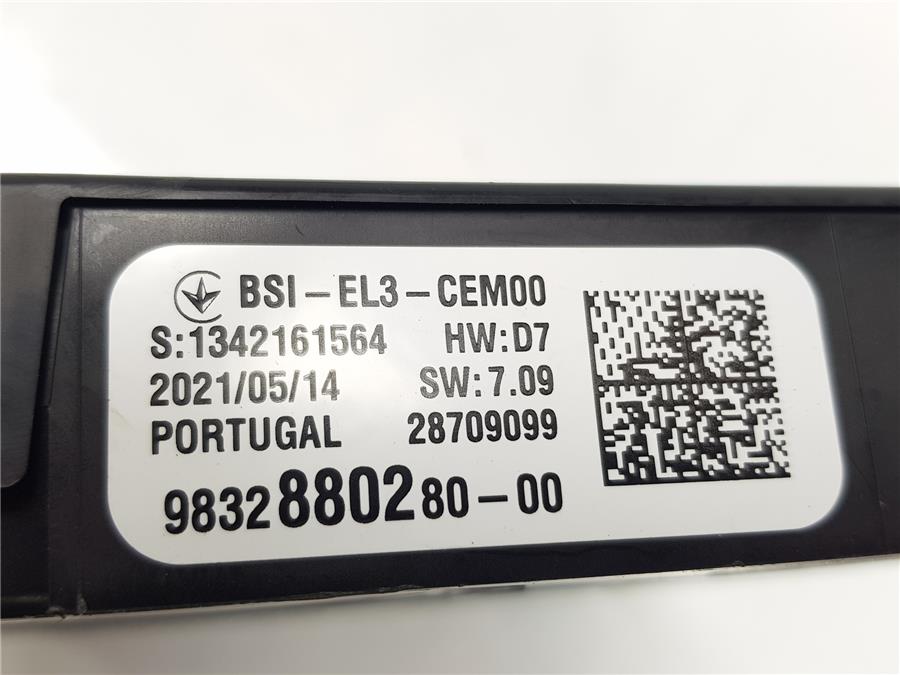 BSI-EL3-CEM00
S:1342161564 HW:D7
2021/05/14 SW:7.09
PORTUGAL 28709099
9832880280-00